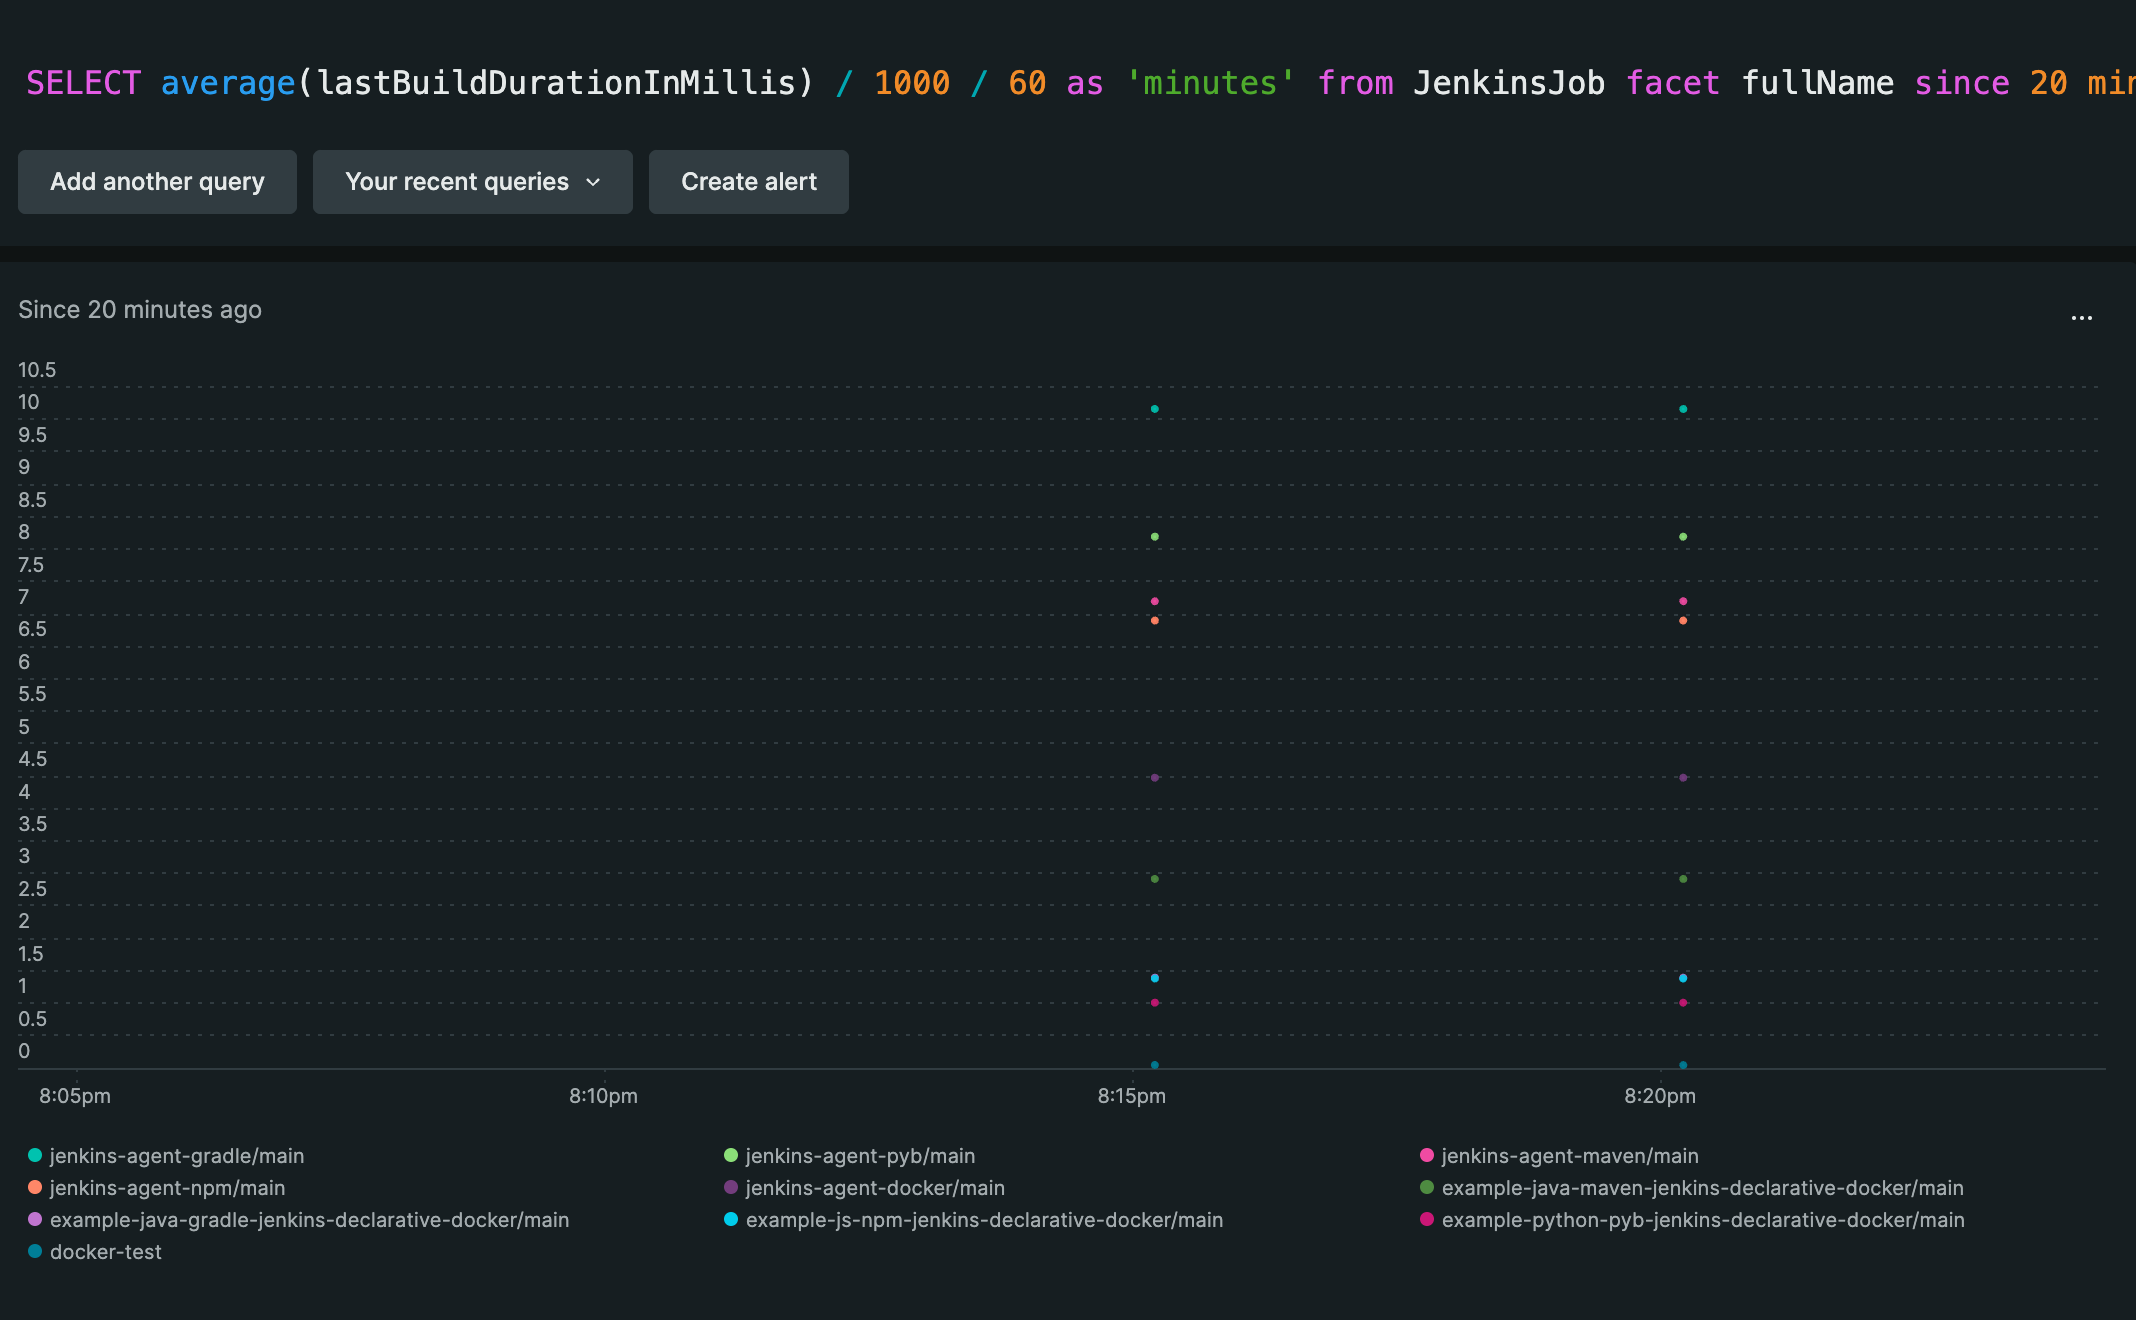 SELECT average(lastBuildDurationInMillis) / 1000 / 60 as 'minutes' from JenkinsJob facet fullName since 20
Add another query
Your recent queries
Create alert
Since 20 minutes ago
...
10.5
10
9.5
9
8.5
8
7.5
7
6.5
6
5.5
5
4.5
4
3.5
3
2.5
2
1.5
1
0.5
0
8:05pm 8:10pm 8:15pm 8:20pm
jenkins-agent-gradle/main jenkins-agent-pyb/main jenkins-agent-maven/main
jenkins-agent-npm/main jenkins-agent-docker/main example-java-maven-jenkins-declarative-docker/main
example-java-gradle-jenkins-declarative-docker/main example-js-npm-jenkins-declarative-docker/main example-python-pyb-jenkins-declarative-docker/main
docker-test